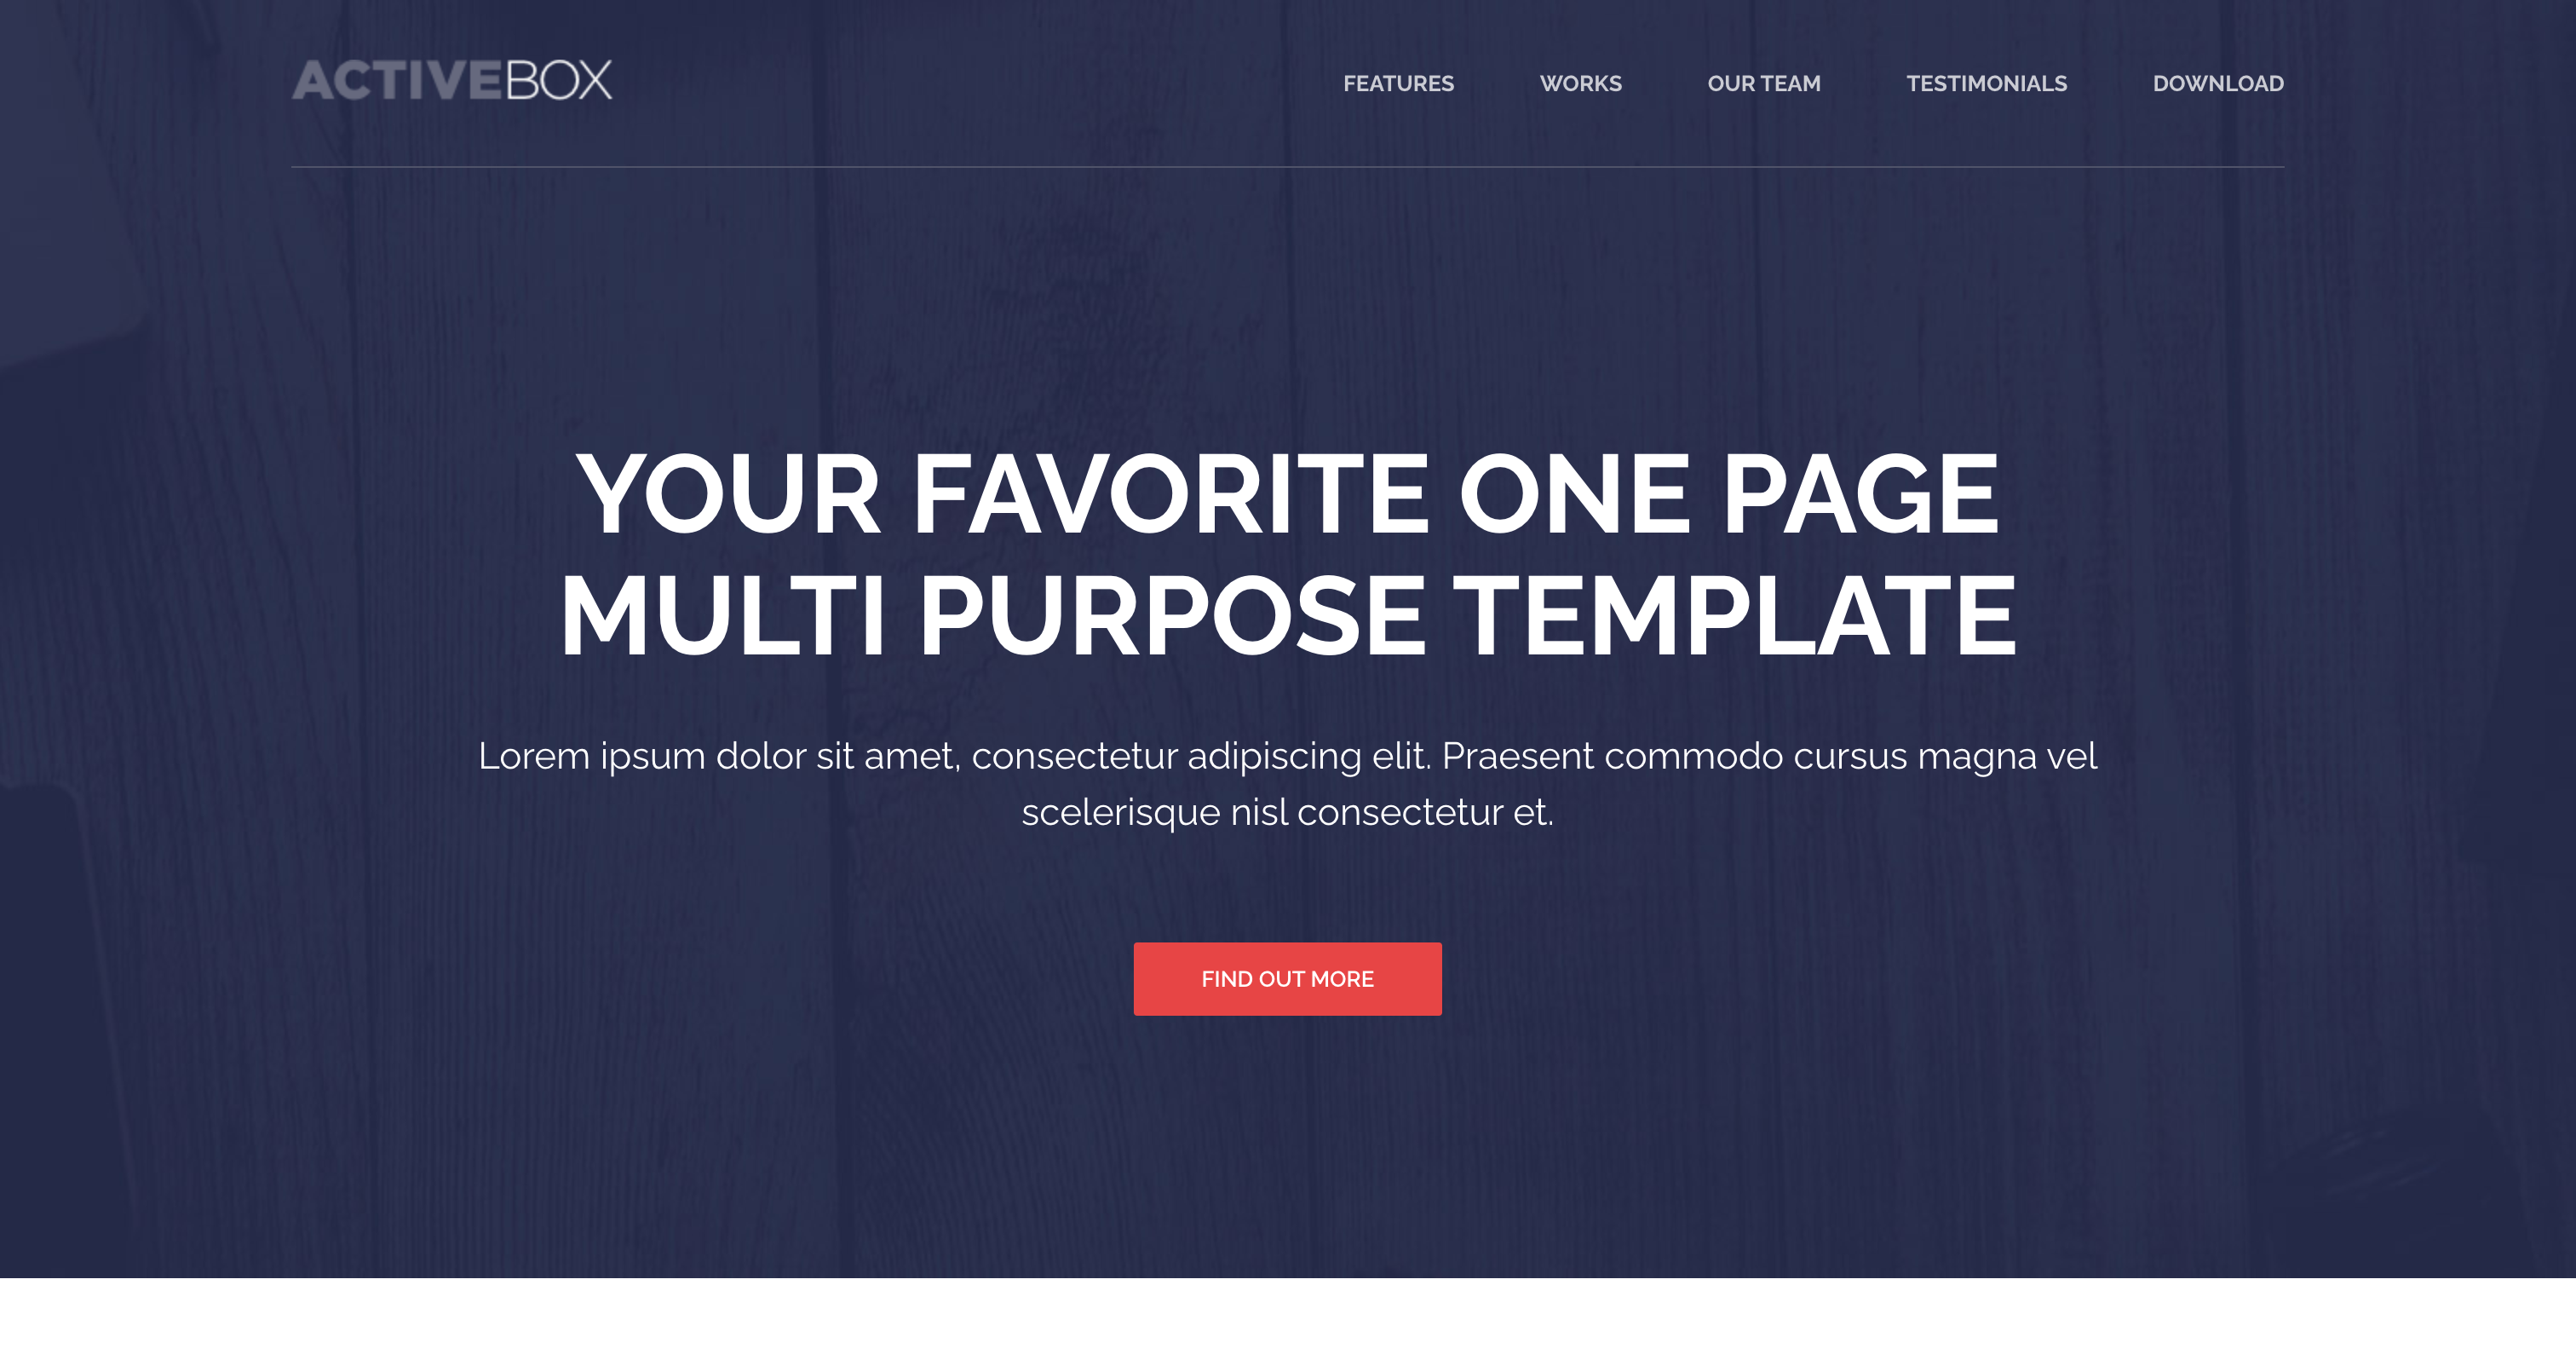 ACTIVEBOX
FEATURES WORKS OUR TEAM TESTIMONIALS DOWNLOAD
YOUR FAVORITE ONE PAGE
MULTI PURPOSE TEMPLATE
Lorem ipsum dolor sit amet, consectetur adipiscing elit. Praesent commodo cursus magna vel
scelerisque nisl consectetur et.
FIND OUT MORE